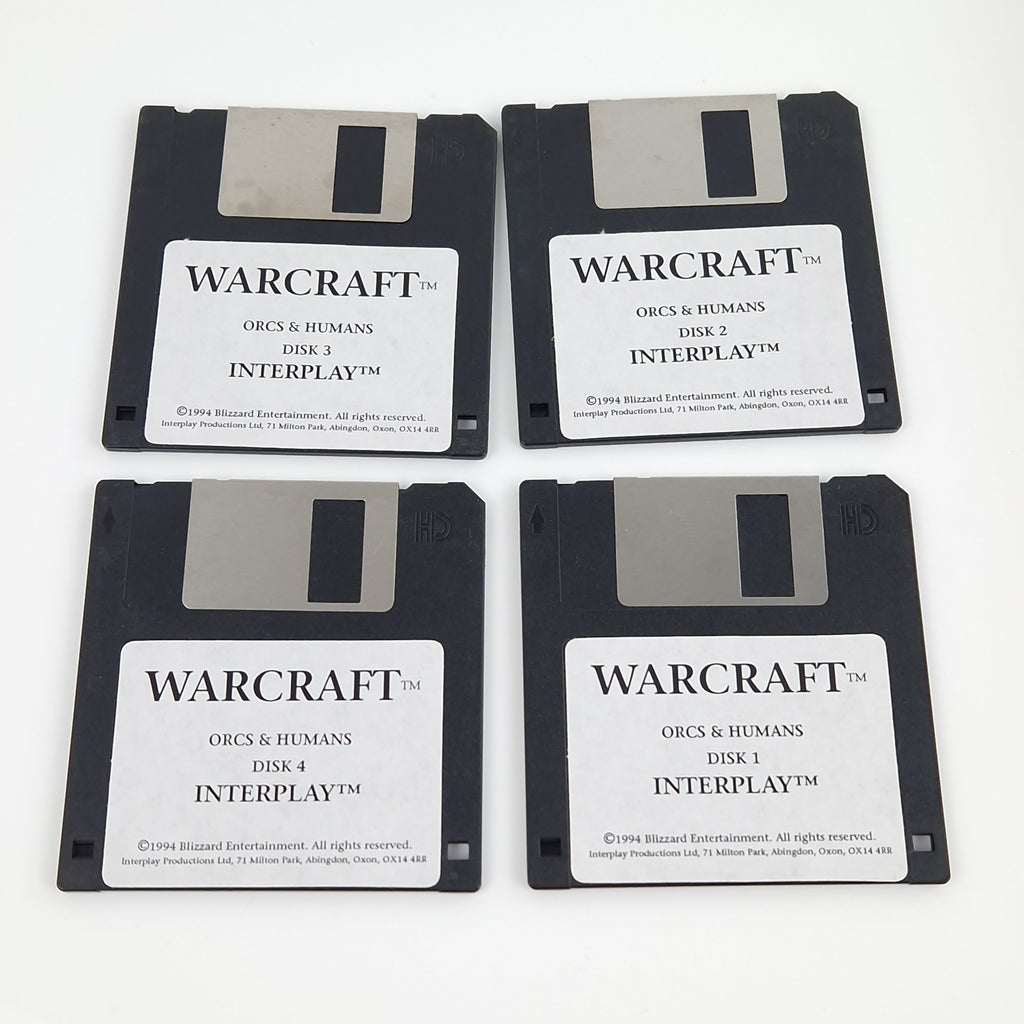 HD
WARCRAFT™
ORCS & HUMANS
DISK 3
INTERPLAY™
©1994 Blizzard Entertainment. All rights reserved.
Interplay Productions Ltd, 71 Milton Park, Abingdon, Oxon, OX14 4RR
HD
WARCRAFT™
ORCS & HUMANS
DISK 2
INTERPLAY™
©1994 Blizzard Entertainment. All rights reserved.
Interplay Productions Ltd, 71 Milton Park, Abingdon, Oxon, OX14 4RR
HD
WARCRAFT™
ORCS & HUMANS
DISK 4
INTERPLAY™
©1994 Blizzard Entertainment. All rights reserved.
Interplay Productions Ltd, 71 Milton Park, Abingdon, Oxon, OX14 4RR
HD
WARCRAFT™
ORCS & HUMANS
DISK 1
INTERPLAY™
©1994 Blizzard Entertainment. All rights reserved.
Interplay Productions Ltd, 71 Milton Park, Abingdon, Oxon, OX14 4RR